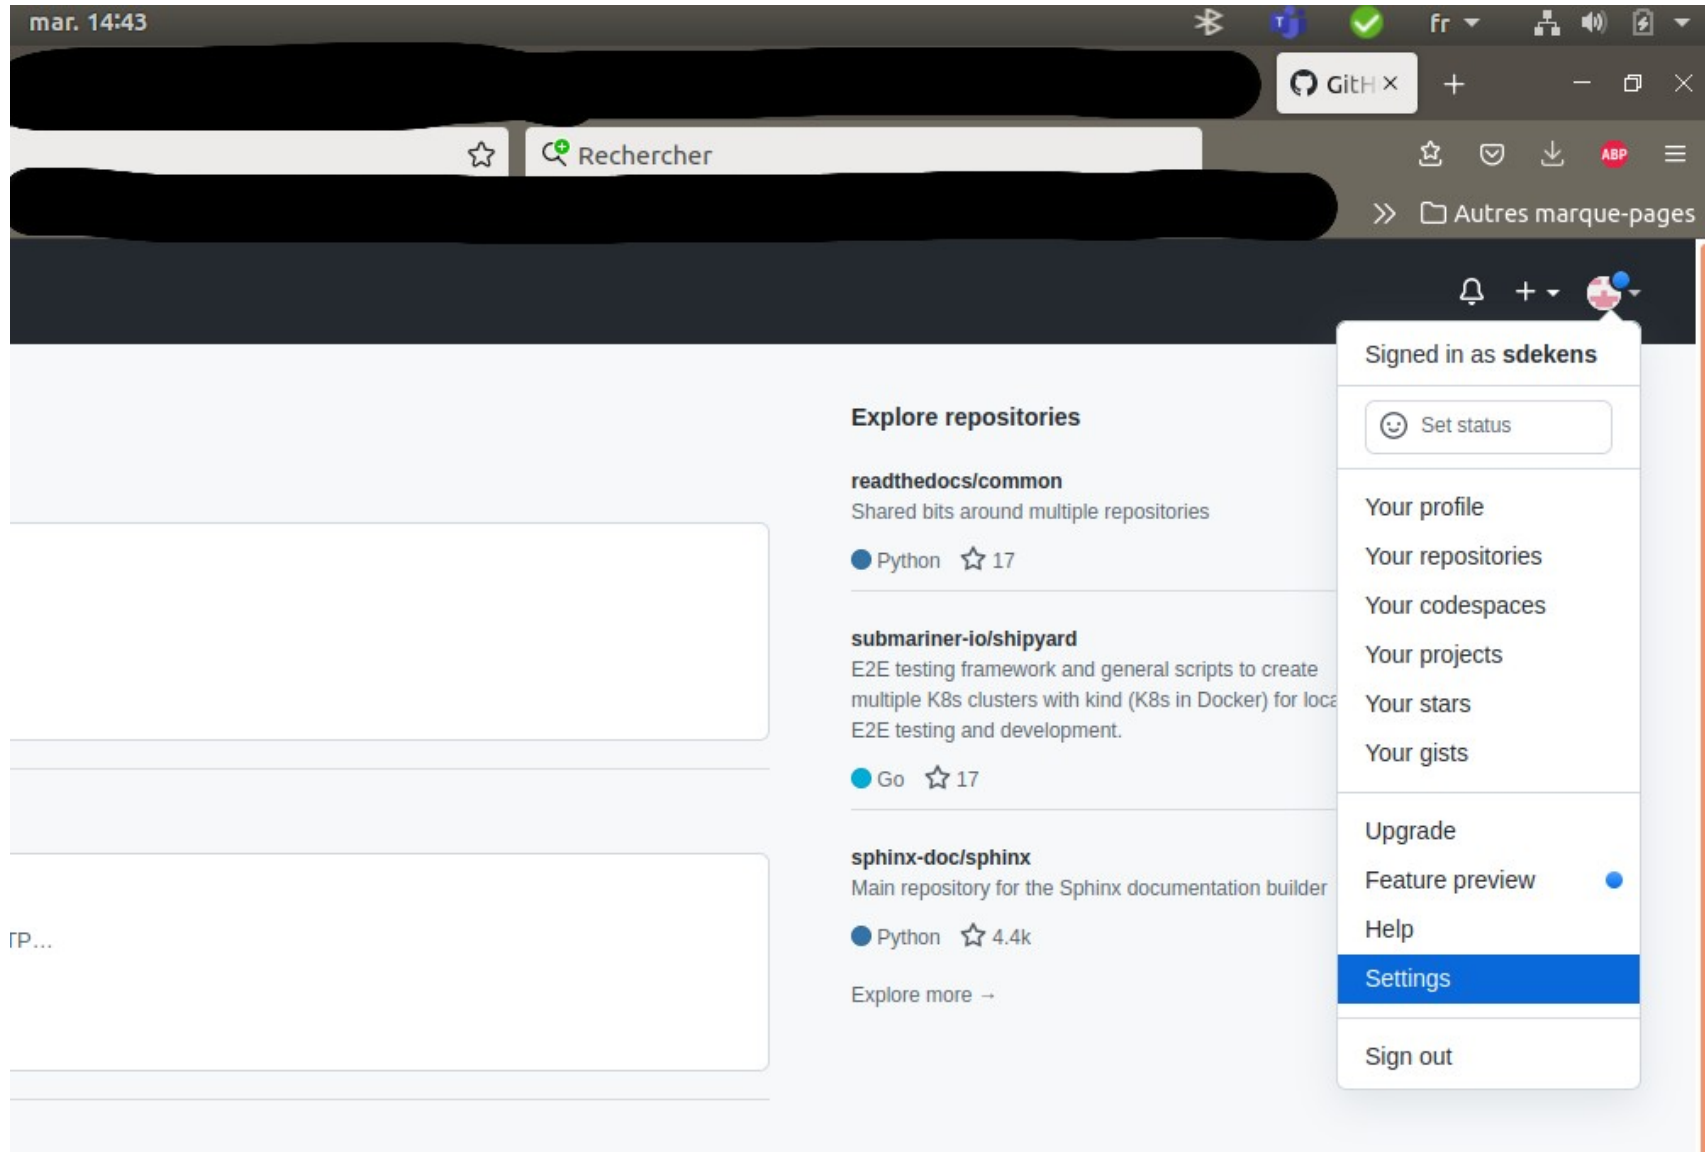 mar. 14:43
fr
GitH
Rechercher
ABP
Autres marque-pages
Signed in as sdekens
Set status
Your profile
Your repositories
Your codespaces
Your projects
Your stars
Your gists
Upgrade
Feature preview
Help
Settings
Sign out
Explore repositories
readthedocs/common
Shared bits around multiple repositories
Python 17
submariner-io/shipyard
E2E testing framework and general scripts to create
multiple K8s clusters with kind (K8s in Docker) for loca
E2E testing and development.
Go 17
sphinx-doc/sphinx
Main repository for the Sphinx documentation builder
Python 4.4k
Explore more →
TP...